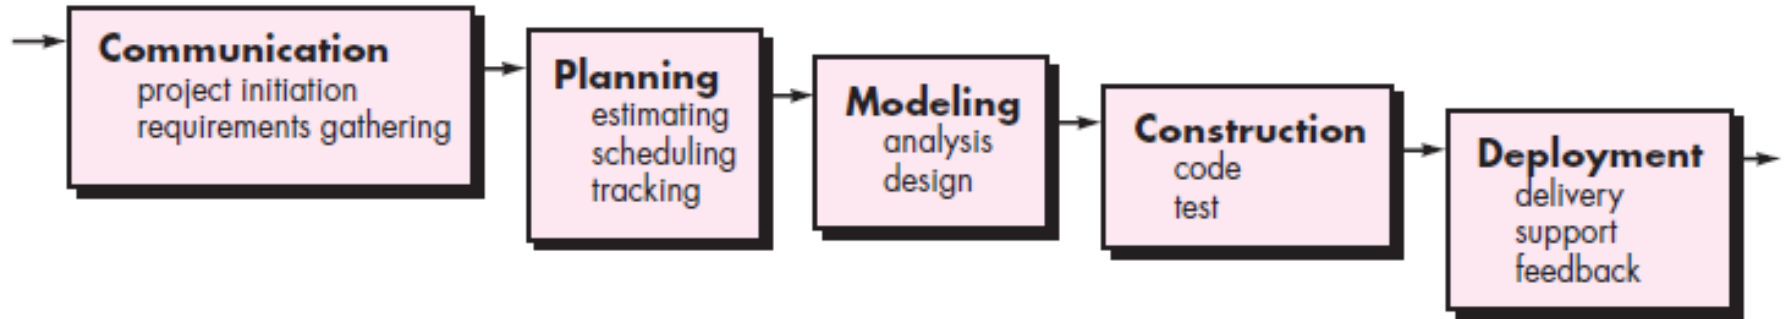 Communication
project initiation
requirements gathering
Planning
estimating
scheduling
tracking
Modeling
analysis
design
Construction
code
test
Deployment
delivery
support
feedback